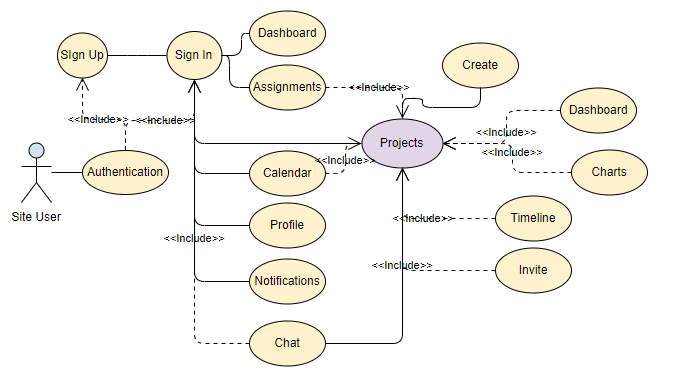 Dashboard
SIgn Up
Sign In
Create
Assignments
<<Include>>
Dashboard
<<Include>>
<<Include>>
<<Include>>
Projects
<<Include>>
<<Include>>
Calendar
Authentication
Charts
Site User
Profile
<<Include>>
Timeline
<<Include>>
<<Include>>
Invite
Notifications
Chat